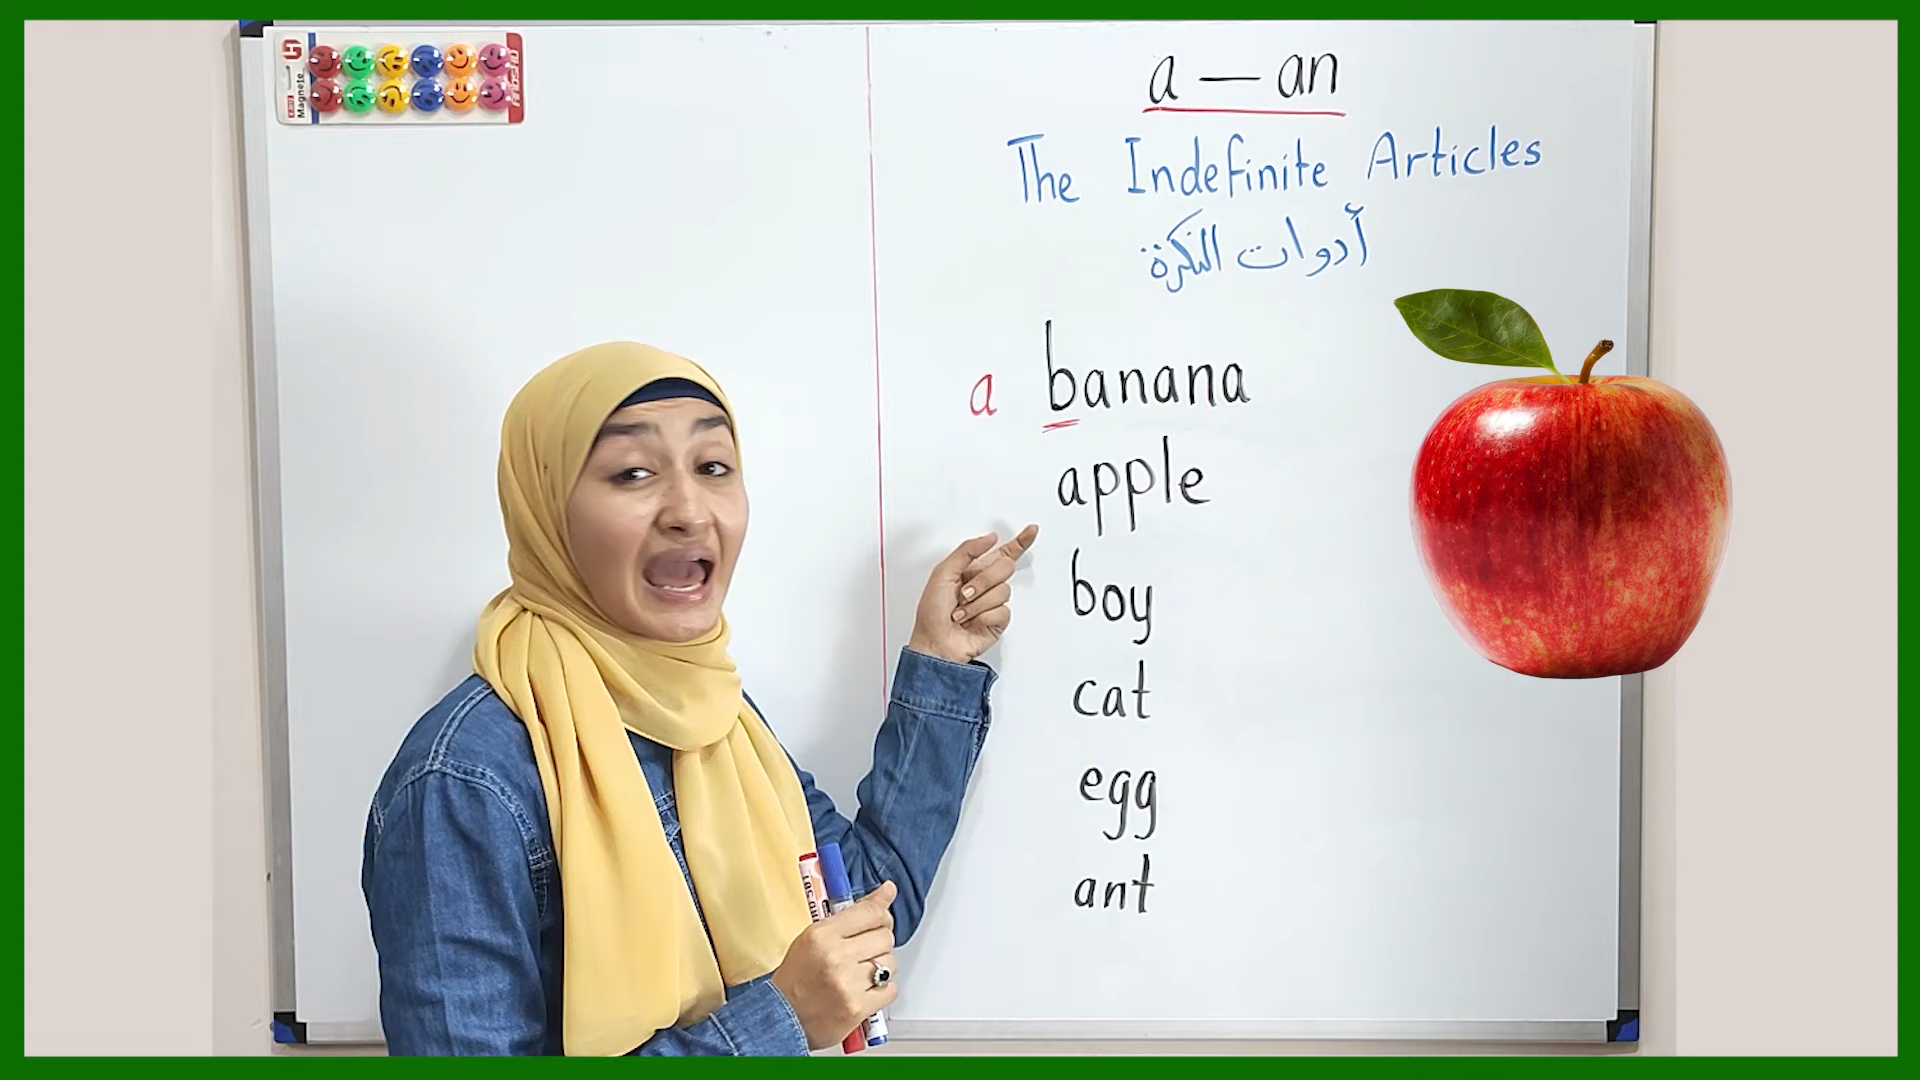 Magnete
a — an
The Indefinite Articles
أدوات النكرة
a banana
apple
boy
cat
egg
ant